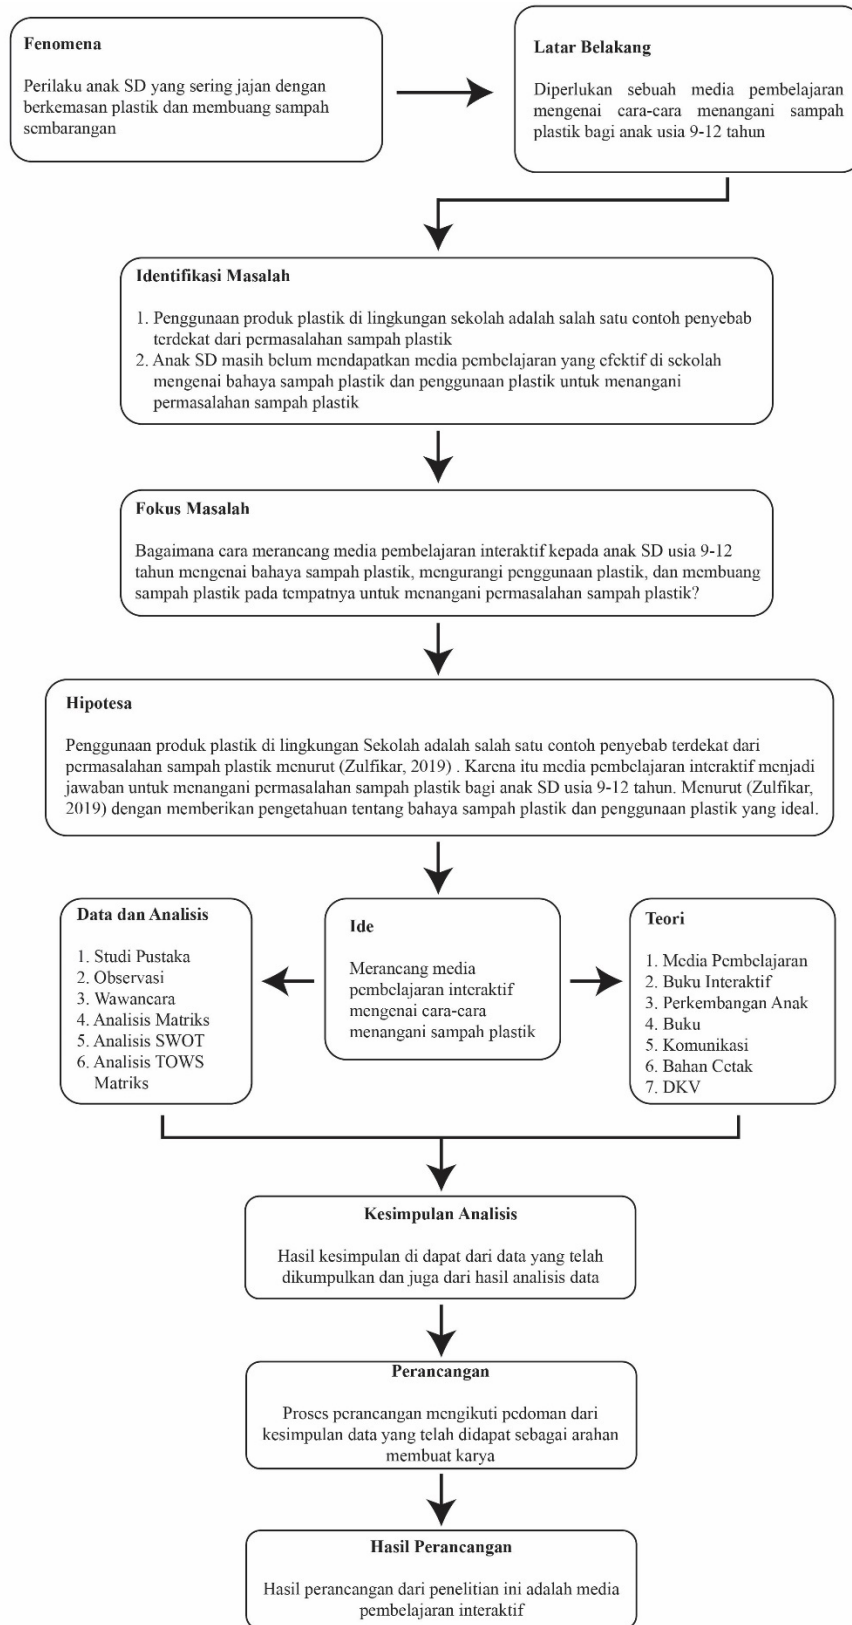 Fenomena
Perilaku anak SD yang sering jajan dengan
berkemasan plastik dan membuang sampah
sembarangan
Latar Belakang
Diperlukan sebuah media pembelajaran
mengenai cara-cara menangani sampah
plastik bagi anak usia 9-12 tahun
Identifikasi Masalah
1. Penggunaan produk plastik di lingkungan sekolah adalah salah satu contoh penyebab
terdekat dari permasalahan sampah plastik
2. Anak SD masih belum mendapatkan media pembelajaran yang efektif di sekolah
mengenai bahaya sampah plastik dan penggunaan plastik untuk menangani
permasalahan sampah plastik
Fokus Masalah
Bagaimana cara merancang media pembelajaran interaktif kepada anak SD usia 9-12
tahun mengenai bahaya sampah plastik, mengurangi penggunaan plastik, dan membuang
sampah plastik pada tempatnya untuk menangani permasalahan sampah plastik?
Hipotesa
Penggunaan produk plastik di lingkungan Sekolah adalah salah satu contoh penyebab terdekat dari
permasalahan sampah plastik menurut (Zulfikar, 2019) . Karena itu media pembelajaran interaktif menjadi
jawaban untuk menangani permasalahan sampah plastik bagi anak SD usia 9-12 tahun. Menurut (Zulfikar,
2019) dengan memberikan pengetahuan tentang bahaya sampah plastik dan penggunaan plastik yang ideal.
Data dan Analisis
1. Studi Pustaka
2. Observasi
3. Wawancara
4. Analisis Matriks
5. Analisis SWOT
6. Analisis TOWS
Matriks
Ide
Merancang media
pembelajaran interaktif
mengenai cara-cara
menangani sampah plastik
Teori
1. Media Pembelajaran
2. Buku Interaktif
3. Perkembangan Anak
4. Buku
5. Komunikasi
6. Bahan Cetak
7. DKV
Kesimpulan Analisis
Hasil kesimpulan di dapat dari data yang telah
dikumpulkan dan juga dari hasil analisis data
Perancangan
Proses perancangan mengikuti pedoman dari
kesimpulan data yang telah didapat sebagai arahan
membuat karya
Hasil Perancangan
Hasil perancangan dari penelitian ini adalah media
pembelajaran interaktif